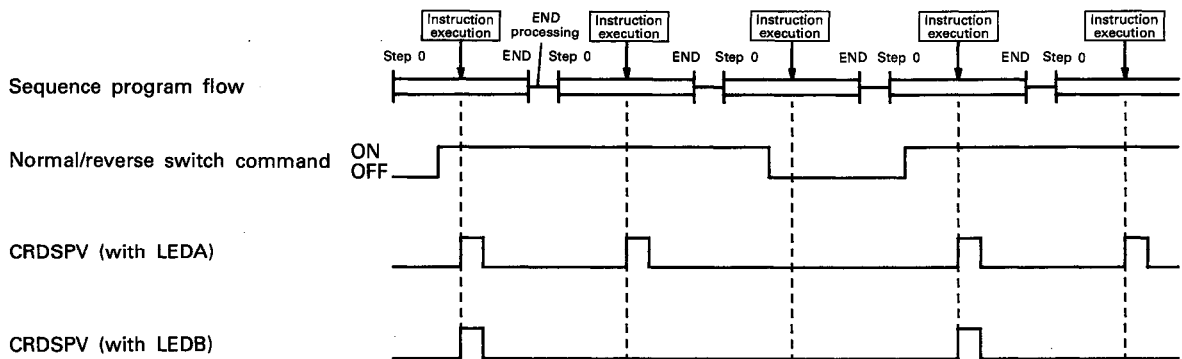 Instruction execution
END processing
Instruction execution
Instruction execution
Instruction execution
Instruction execution
Step 0 END Step 0 END Step 0 END Step 0 END Step 0
Sequence program flow
Normal/reverse switch command ON
OFF
CRDSPV (with LEDA)
CRDSPV (with LEDB)